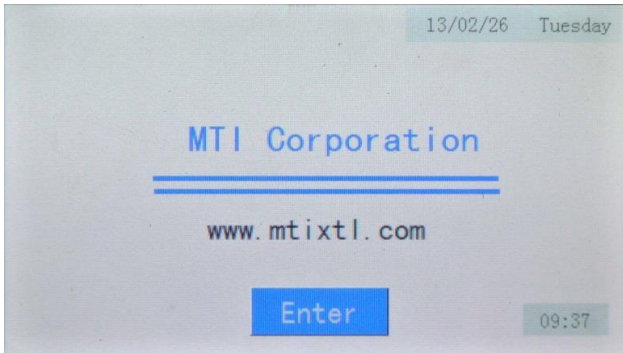 13/02/26 Tuesday
MTI Corporation
www.mtixtl.com
Enter
09:37